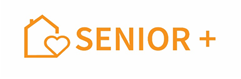 SENIOR +